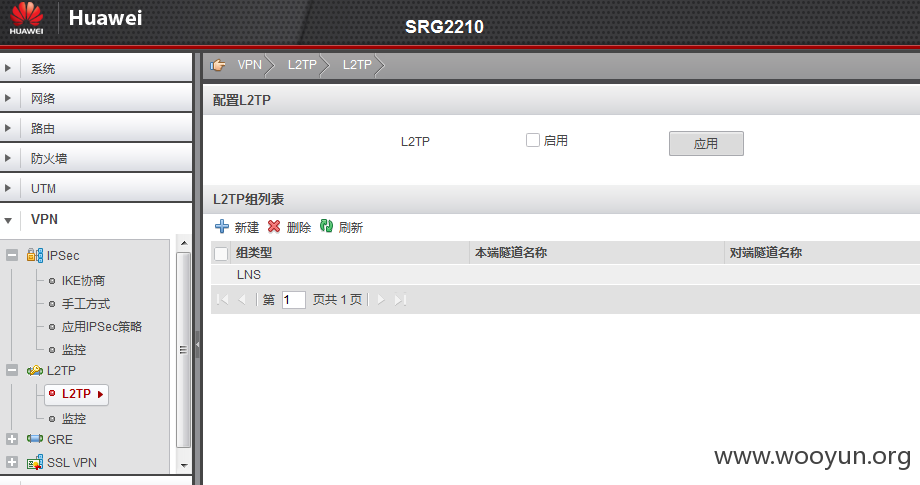 HUAWEI
Huawei
SRG2210
系统
网络
路由
防火墙
UTM
VPN
IPSec
IKE协商
手工方式
应用IPSec策略
监控
L2TP
L2TP
监控
GRE
SSL VPN
VPN L2TP L2TP
配置L2TP
L2TP 启用 应用
L2TP组列表
新建 删除 刷新
组类型 本端隧道名称 对端隧道名称
LNS
第 1 页共 1 页
www.wooyun.org